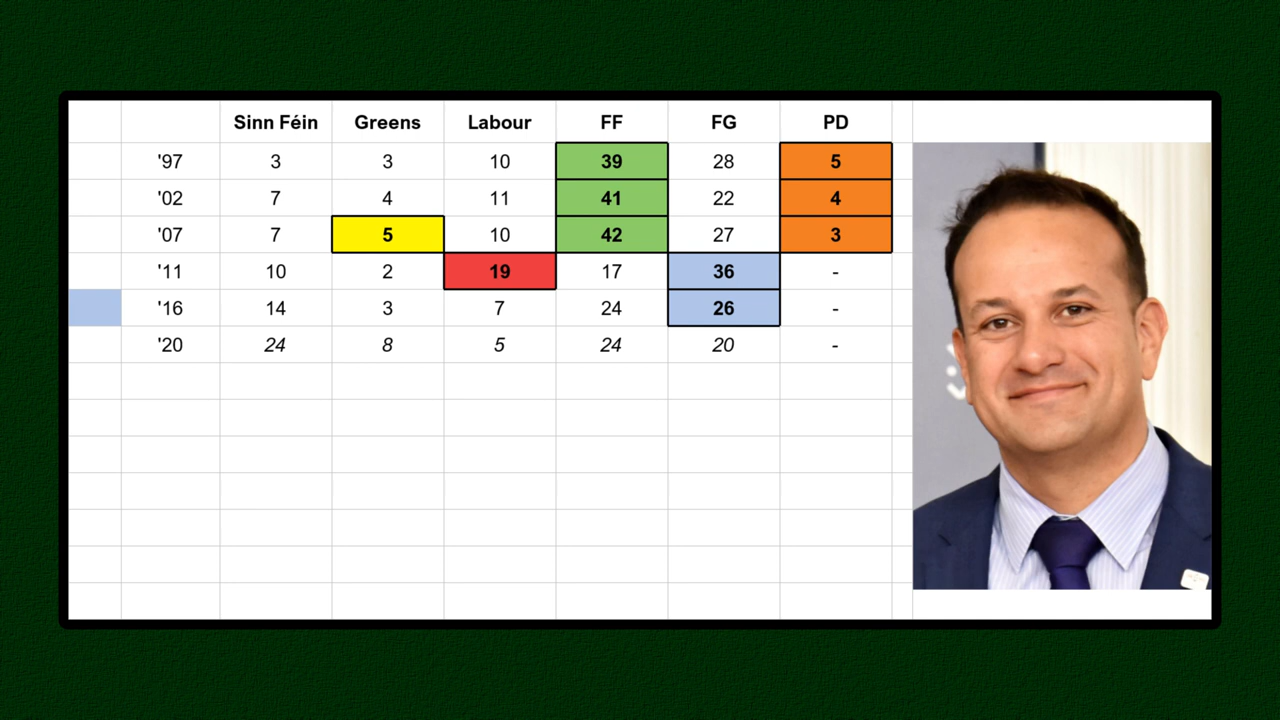 Sinn Féin Greens Labour FF FG PD
'97 3 3 10 39 28 5
'02 7 4 11 41 22 4
'07 7 5 10 42 27 3
'11 10 2 19 17 36 -
'16 14 3 7 24 26 -
'20 24 8 5 24 20 -